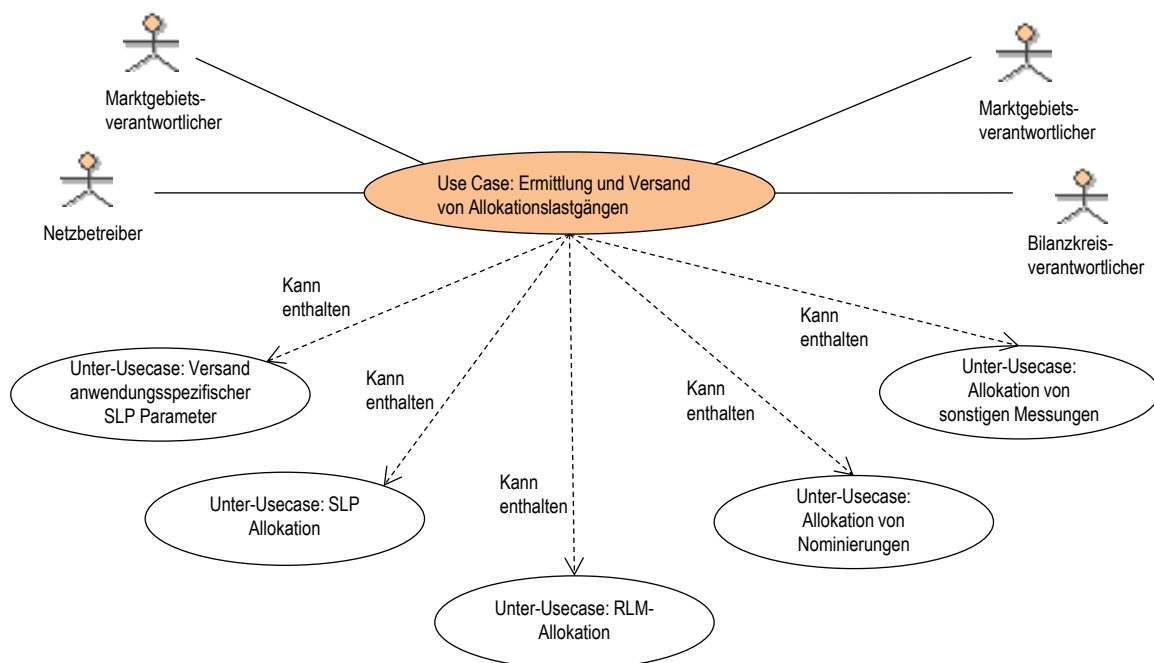 Marktgebiets-
verantwortlicher
Marktgebiets-
verantwortlicher
Netzbetreiber
Use Case: Ermittlung und Versand
von Allokationslastgängen
Bilanzkreis-
verantwortlicher
Kann
enthalten
Kann
enthalten
Kann
enthalten
Kann
enthalten
Kann
enthalten
Unter-Usecase: Versand
anwendungsspezifischer
SLP Parameter
Unter-Usecase:
Allokation von
sonstigen Messungen
Unter-Usecase: SLP
Allokation
Unter-Usecase:
Allokation von
Nominierungen
Unter-Usecase: RLM-
Allokation